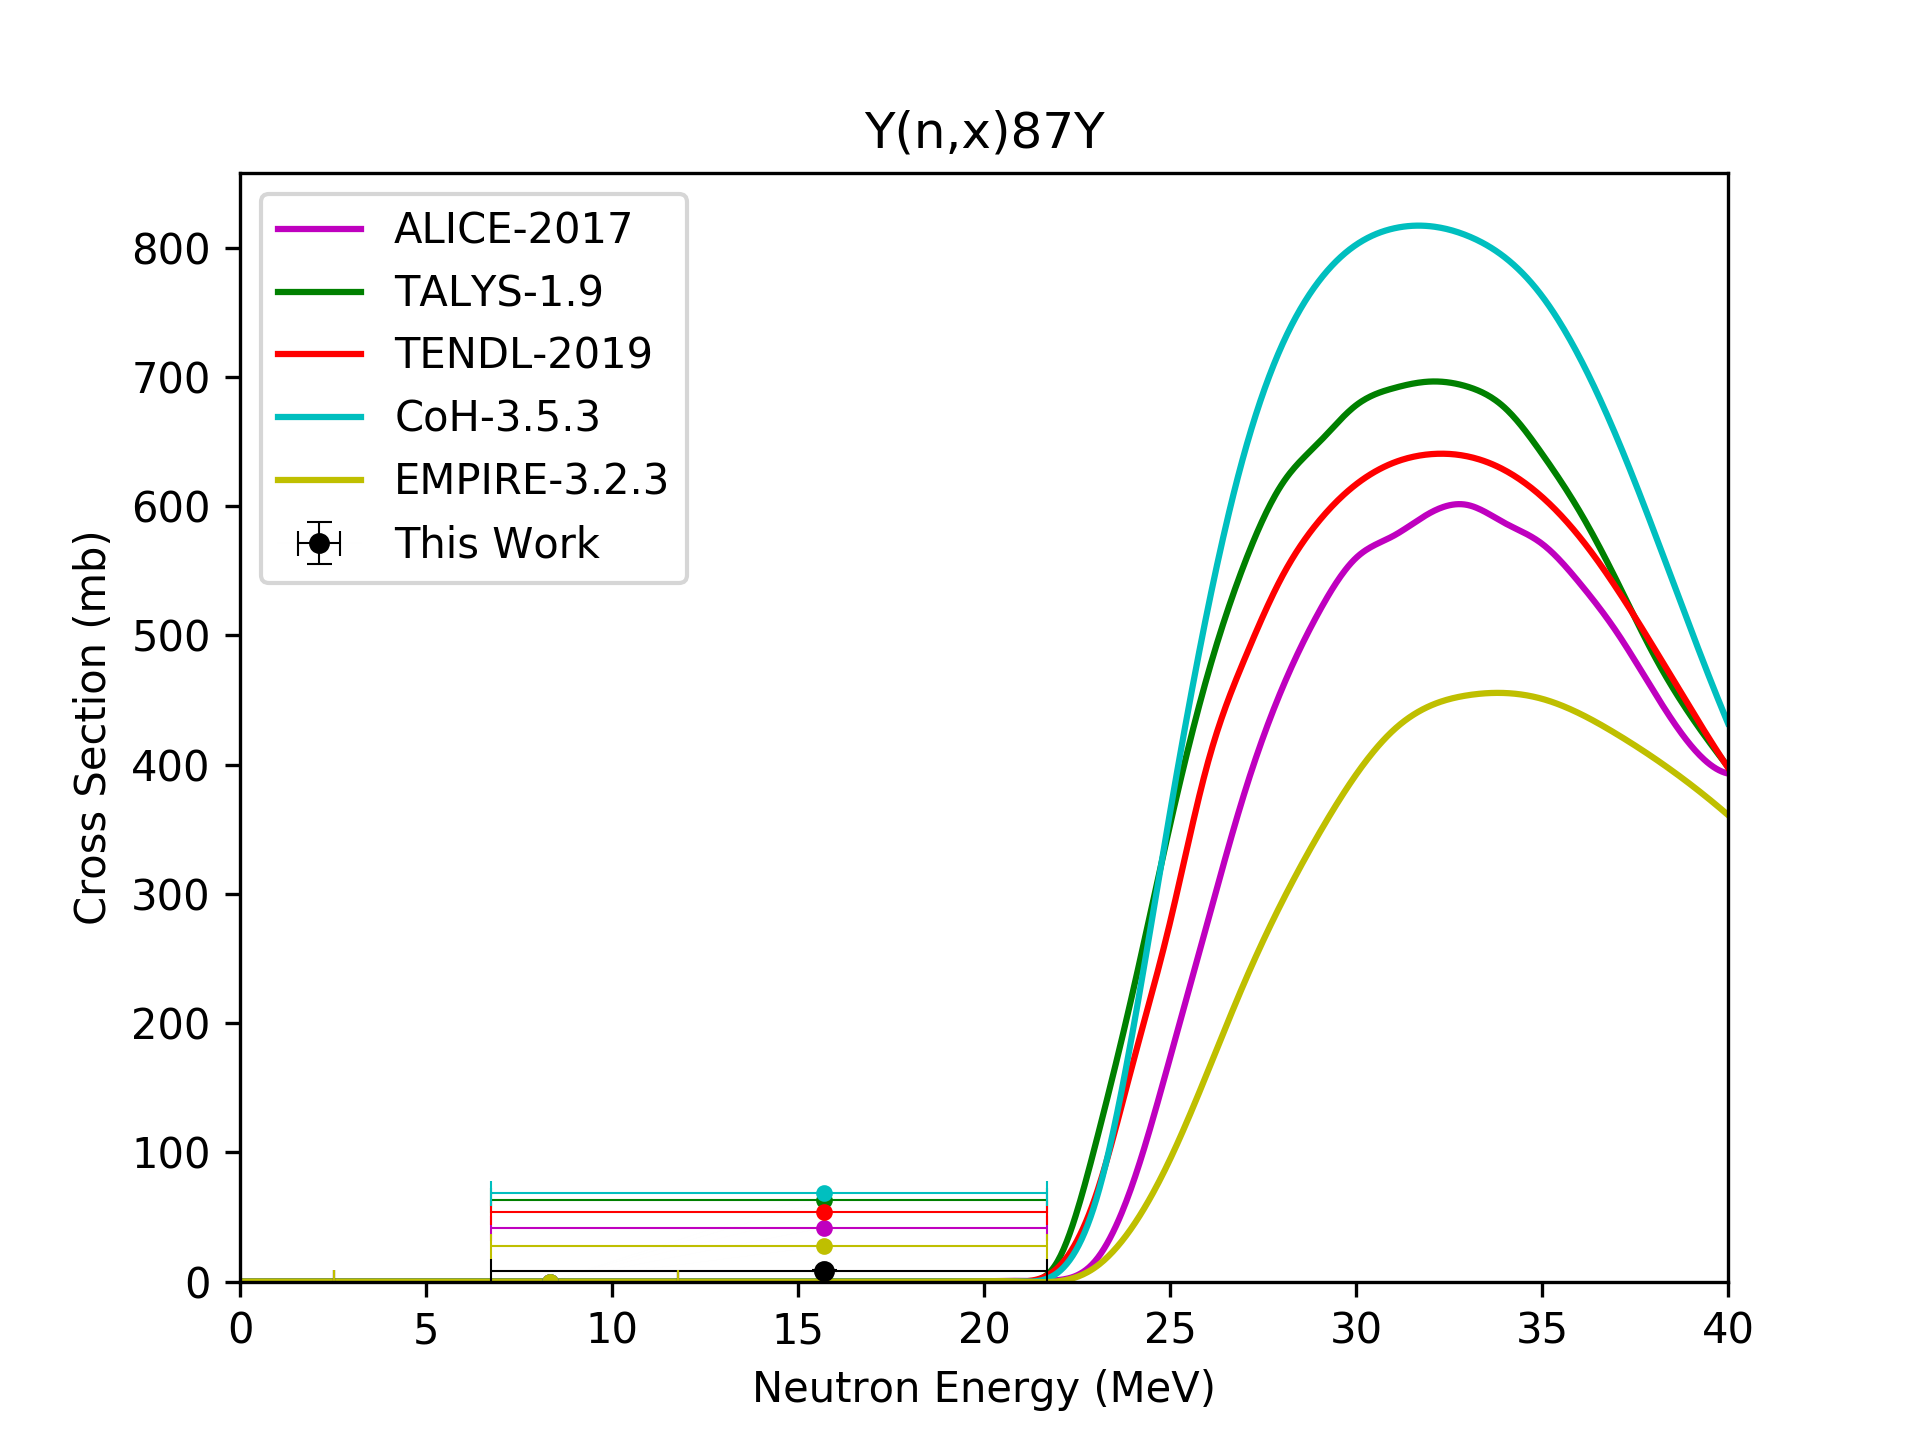 Y(n,x)87Y
ALICE-2017
TALYS-1.9
TENDL-2019
CoH-3.5.3
EMPIRE-3.2.3
This Work
Cross Section (mb)
800
700
600
500
400
300
200
100
0
0 5 10 15 20 25 30 35 40
Neutron Energy (MeV)